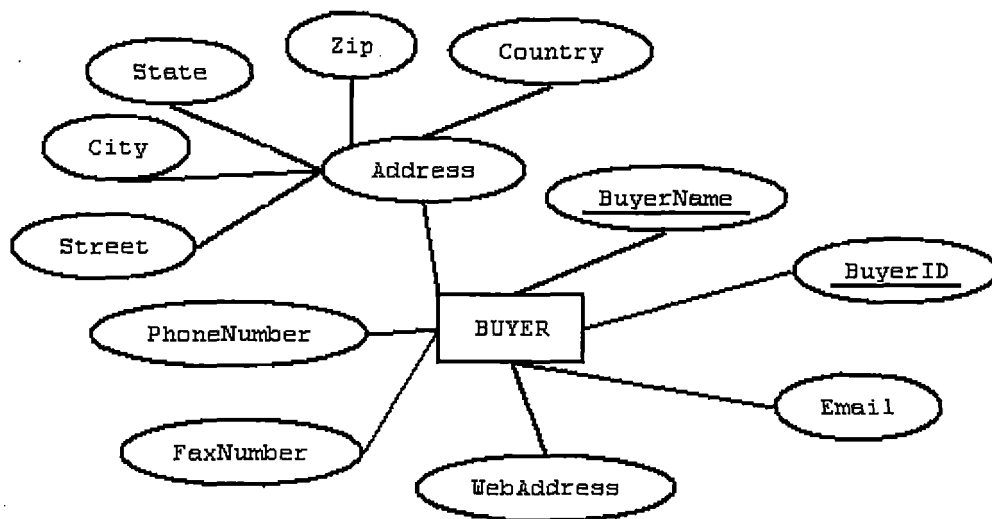 Zip
Country
State
City
Address
BuyerName
Street
BuyerID
PhoneNumber
BUYER
Email
FaxNumber
WebAddress